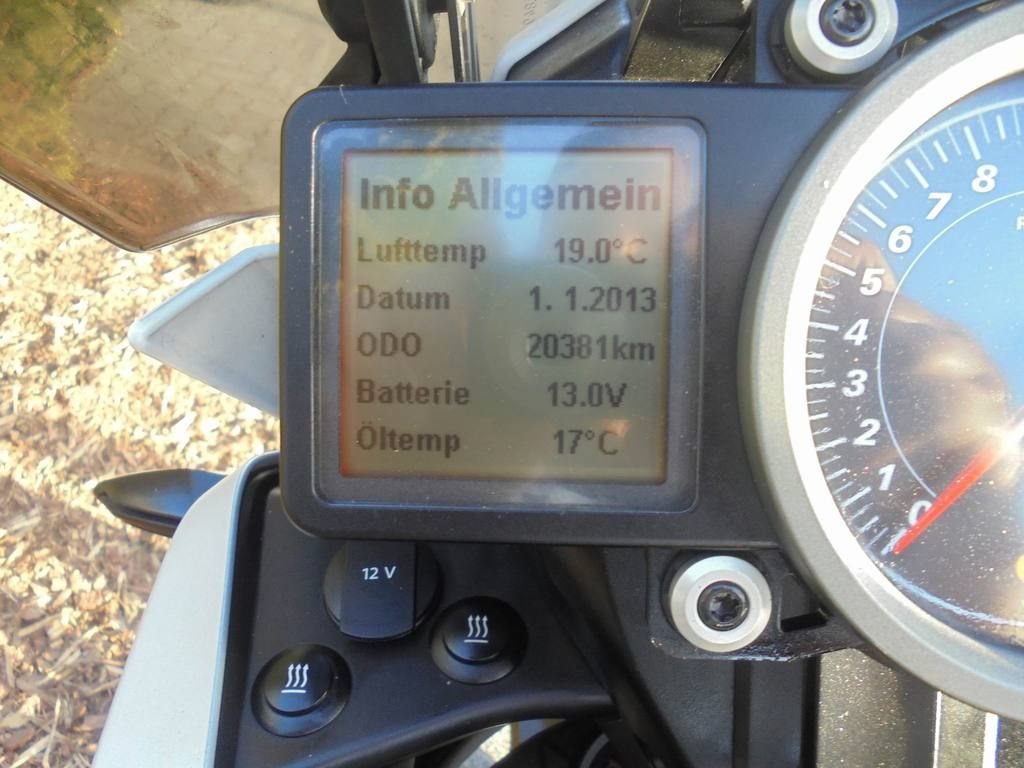 Info Allgemein
Lufttemp 19.0°C
Datum 1. 1.2013
ODO 20381km
Batterie 13.0V
Öltemp 17°C
8
7
6
5
4
3
2
1
0
12 V